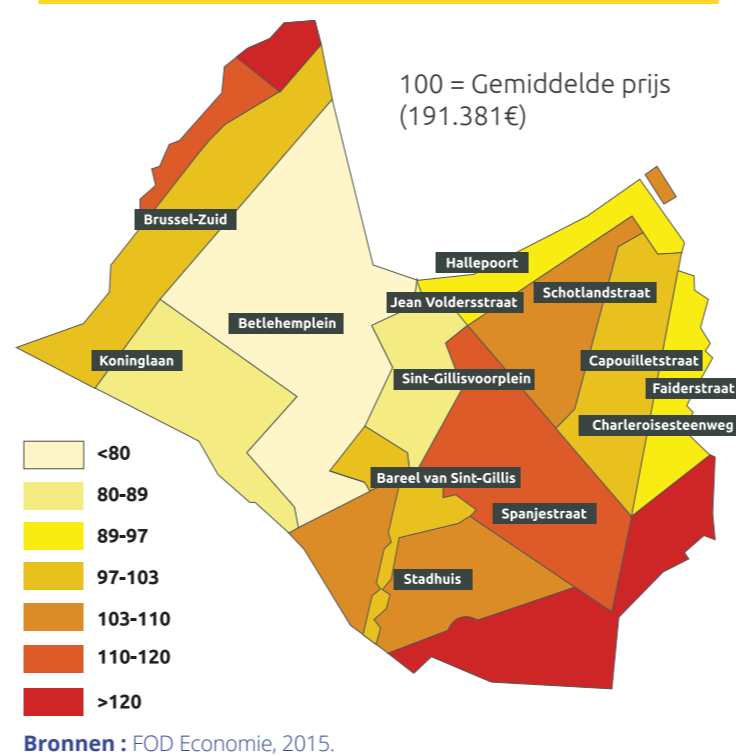 100 = Gemiddelde prijs
(191.381€)
Brussel-Zuid
Hallepoort
Schotlandstraat
Jean Voldersstraat
Betlehemplein
Koninglaan
Capouilletstraat
Sint-Gillisvoorplein
Faiderstraat
Charleroisesteenweg
Bareel van Sint-Gillis
Spanjestraat
Stadhuis
<80
80-89
89-97
97-103
103-110
110-120
>120
Bronnen : FOD Economie, 2015.